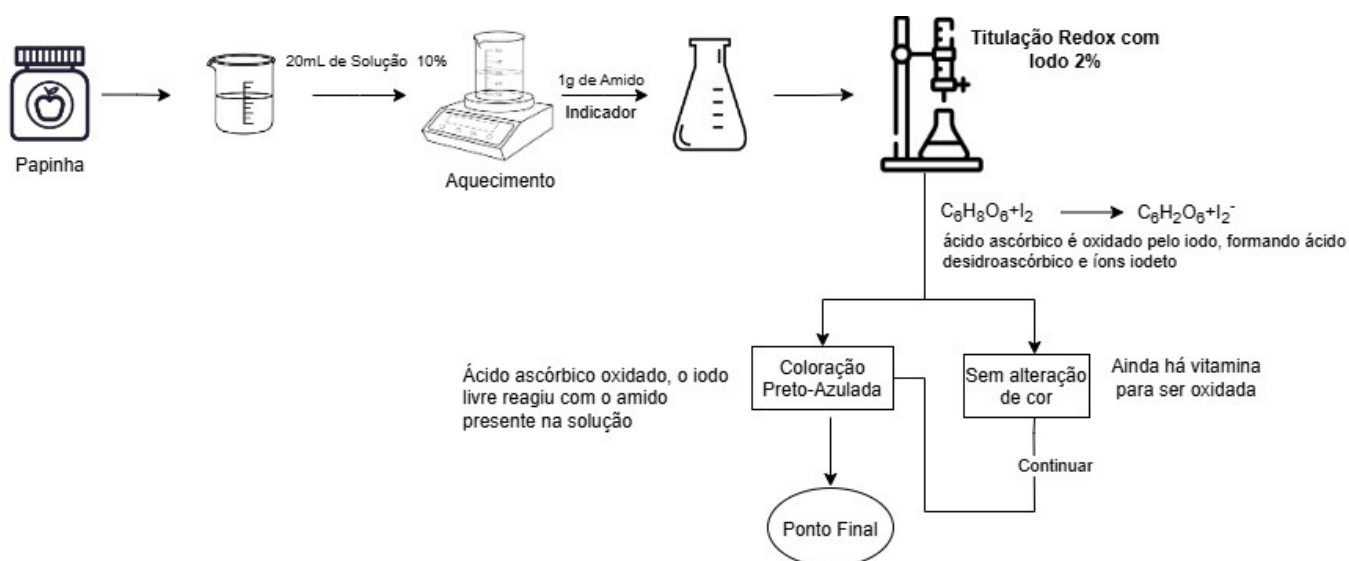 Papinha
20mL de Solução 10%
Aquecimento
1g de Amido
Indicador
Titulação Redox com
Iodo 2%
C₆H₈O₆+I₂ → C₆H₂O₆+I₂⁻
ácido ascórbico é oxidado pelo iodo, formando ácido
desidroascórbico e íons iodeto
Ácido ascórbico oxidado, o iodo
livre reagiu com o amido
presente na solução
Coloração
Preto-Azulada
Sem alteração
de cor
Ainda há vitamina
para ser oxidada
Continuar
Ponto Final